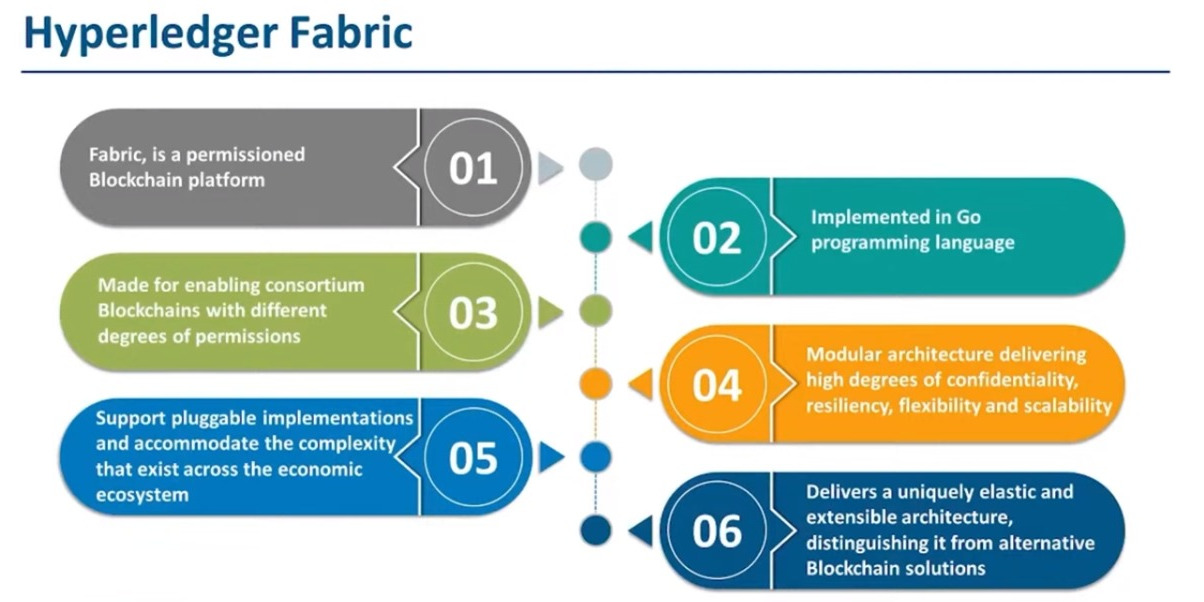 Hyperledger Fabric
Fabric, is a permissioned
Blockchain platform
01
02
Implemented in Go
programming language
Made for enabling consortium
Blockchains with different
degrees of permissions
03
04
Modular architecture delivering
high degrees of confidentiality,
resiliency, flexibility and scalability
Support pluggable implementations
and accommodate the complexity
that exist across the economic
ecosystem
05
06
Delivers a uniquely elastic and
extensible architecture,
distinguishing it from alternative
Blockchain solutions